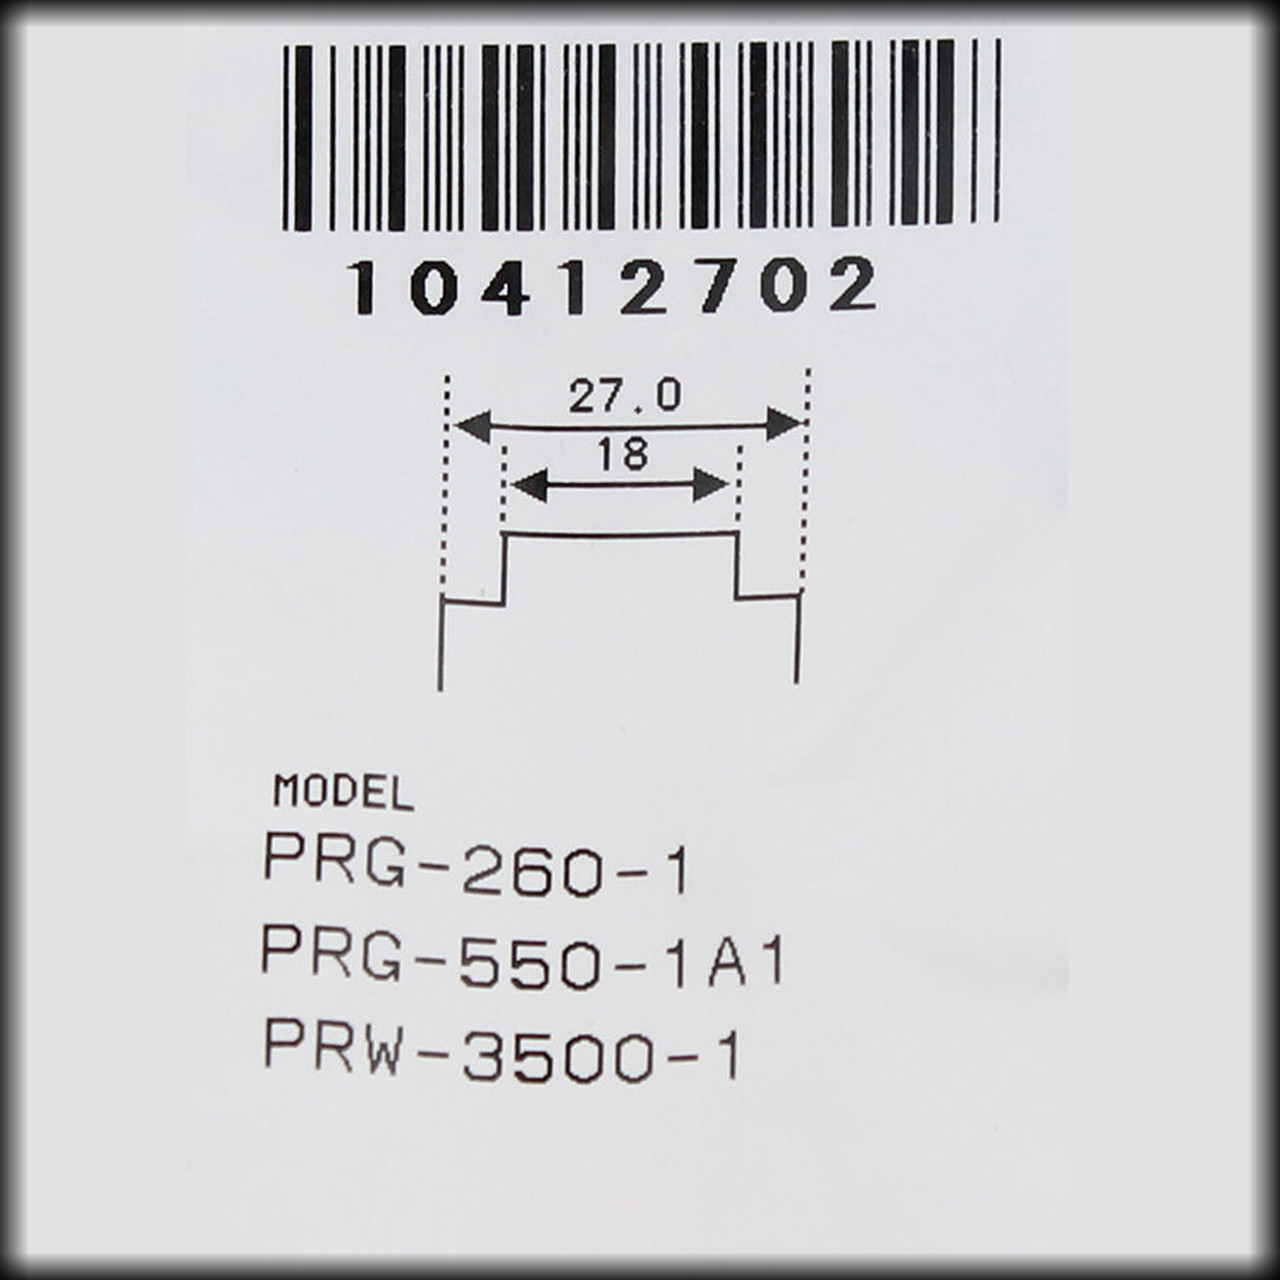 10412702
27.0
18
MODEL
PRG-260-1
PRG-550-1A1
PRW-3500-1